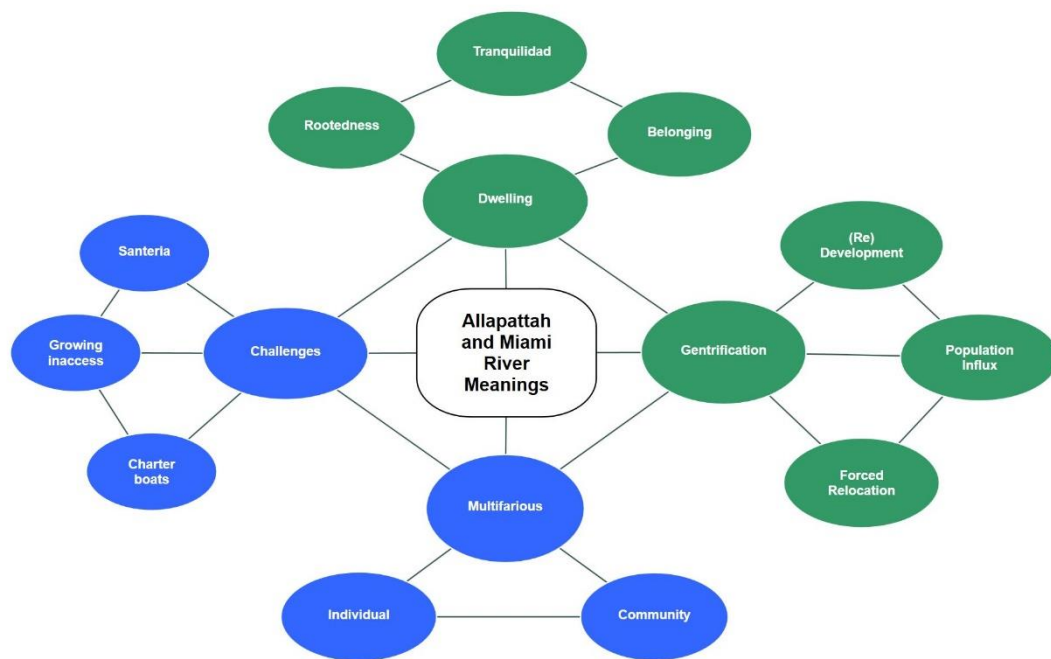 Tranquilidad
Rootedness
Belonging
Dwelling
Santeria
(Re)
Development
Growing
inaccess
Challenges
Allapattah
and Miami
River
Meanings
Gentrification
Population
Influx
Charter
boats
Forced
Relocation
Multifarious
Individual
Community